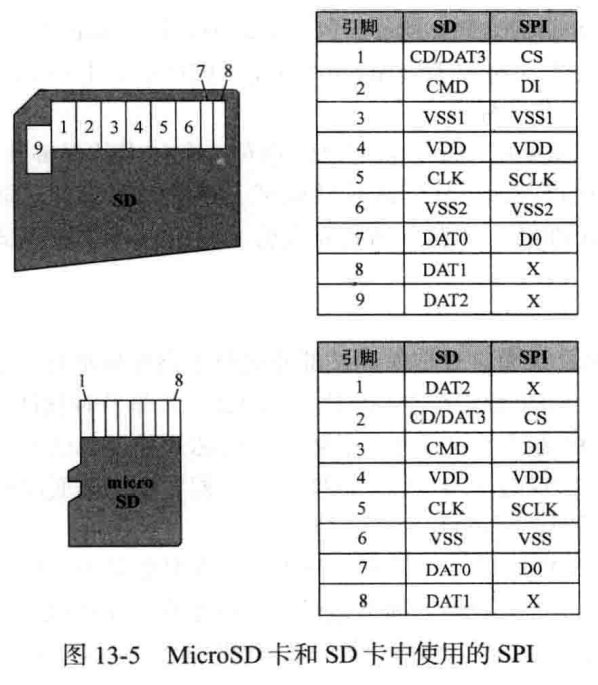 引脚 SD SPI
1 CD/DAT3 CS
2 CMD DI
3 VSS1 VSS1
4 VDD VDD
5 CLK SCLK
6 VSS2 VSS2
7 DAT0 D0
8 DAT1 X
9 DAT2 X
7 8
9 1 2 3 4 5 6
SD
引脚 SD SPI
1 DAT2 X
2 CD/DAT3 CS
3 CMD D1
4 VDD VDD
5 CLK SCLK
6 VSS VSS
7 DAT0 D0
8 DAT1 X
1 8
micro
SD
图 13-5 MicroSD 卡和 SD 卡中使用的 SPI